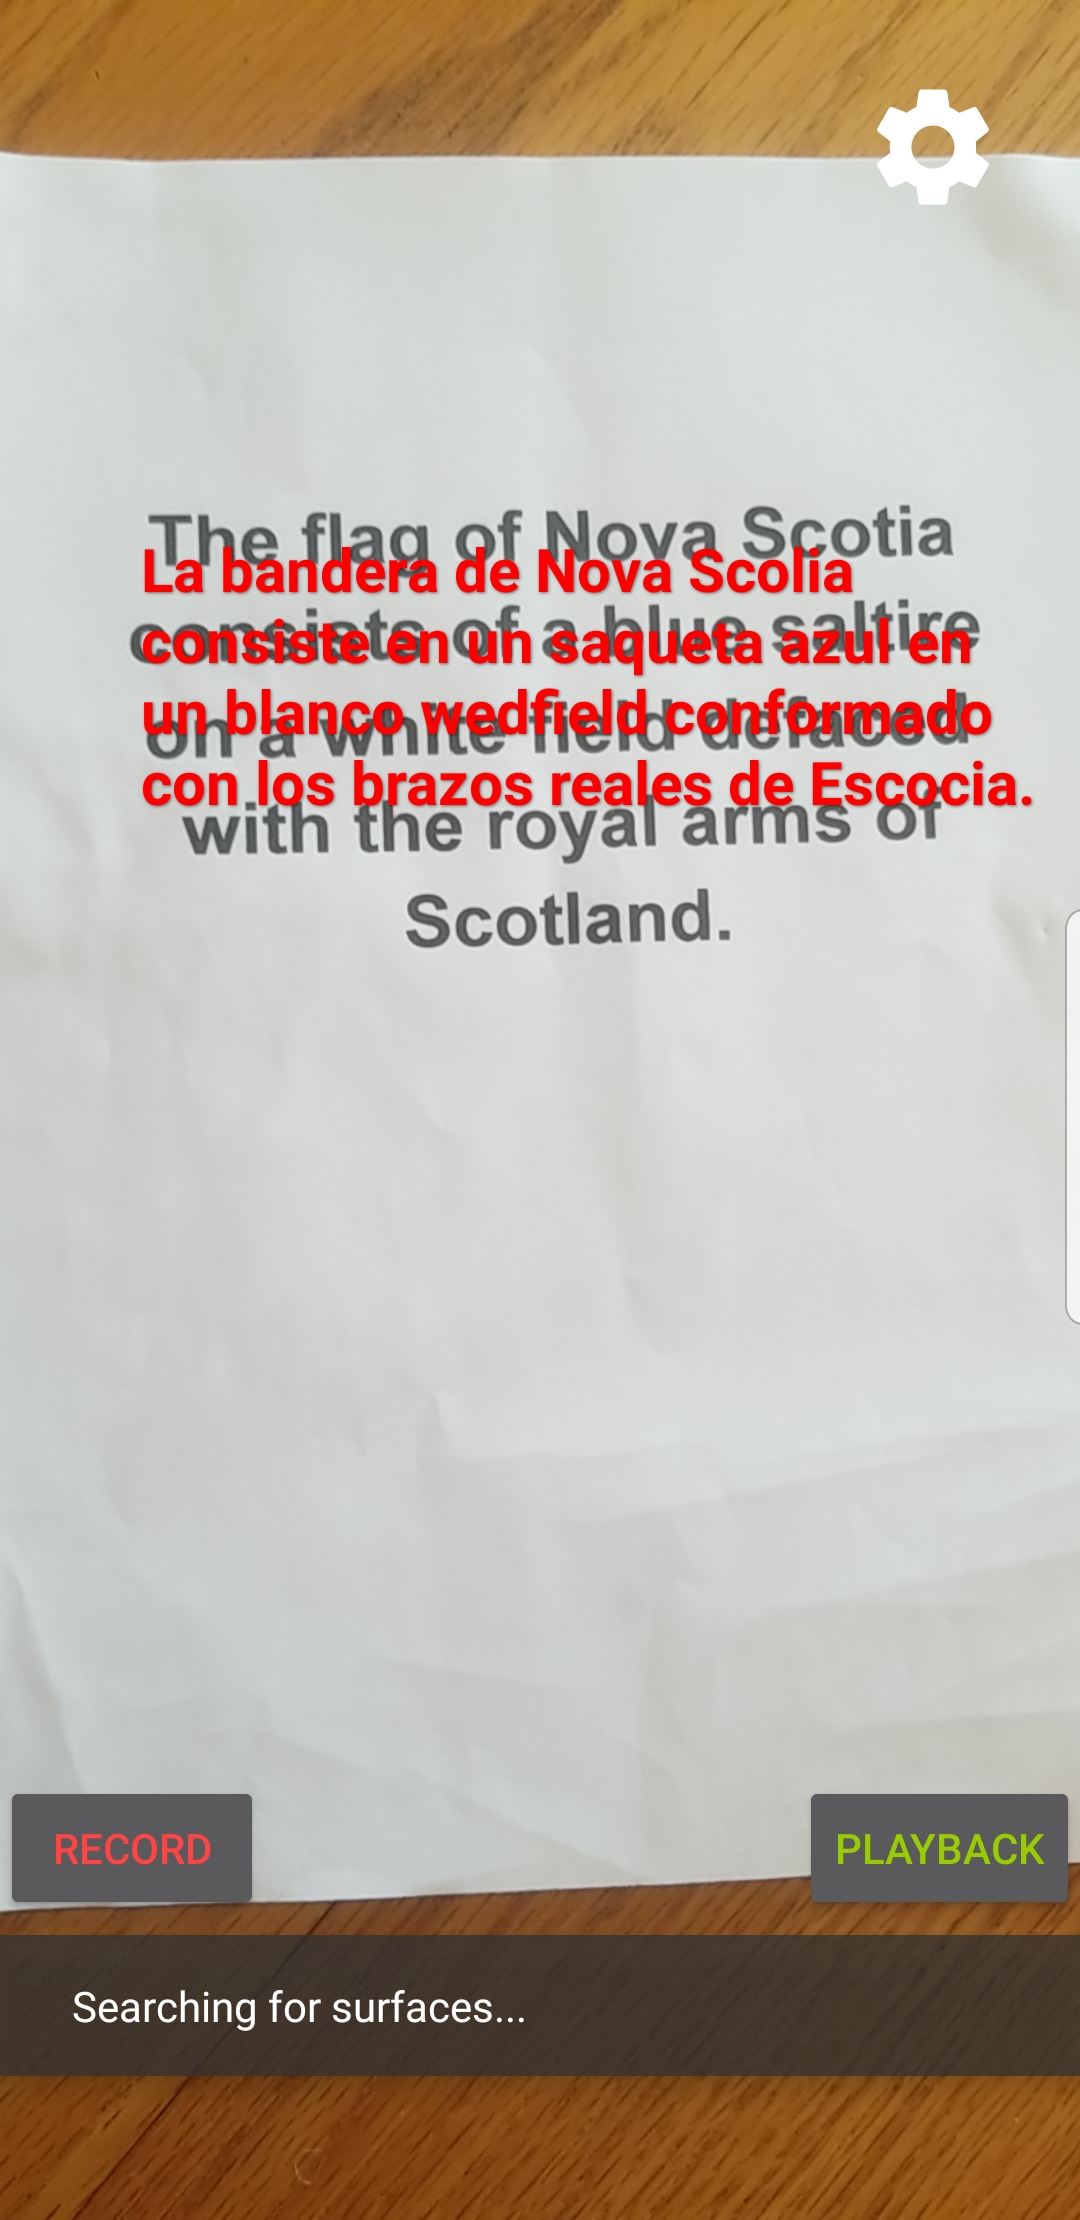 The flag of Nova Scotia
La bandera de Nova Scolia
consists of a blue saltire
consiste en un saqueta azul en
on a white field defaced
un blanco wedfield conformado
con los brazos reales de Escocia.
with the royal arms of
Scotland.
RECORD
PLAYBACK
Searching for surfaces...